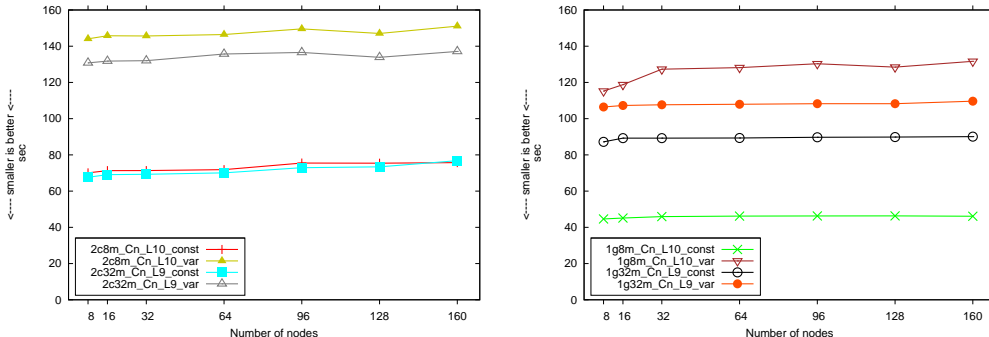 160
140
120
100
80
60
40
20
0
<---- smaller is better <----
sec
2c8m_Cn_L10_const
2c8m_Cn_L10_var
2c32m_Cn_L9_const
2c32m_Cn_L9_var
8 16 32 64 96 128 160
Number of nodes
160
140
120
100
80
60
40
20
0
<---- smaller is better <----
sec
1g8m_Cn_L10_const
1g8m_Cn_L10_var
1g32m_Cn_L9_const
1g32m_Cn_L9_var
8 16 32 64 96 128 160
Number of nodes